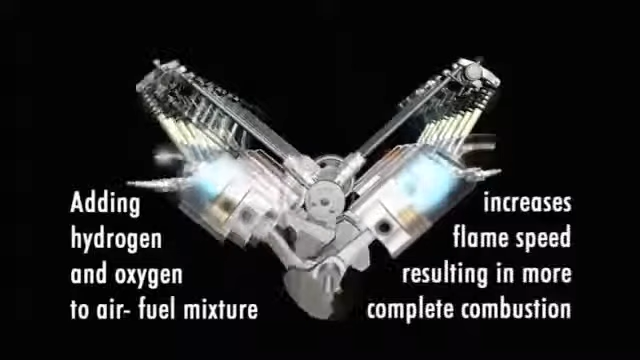 Adding
hydrogen
and oxygen
to air- fuel mixture
increases
flame speed
resulting in more
complete combustion